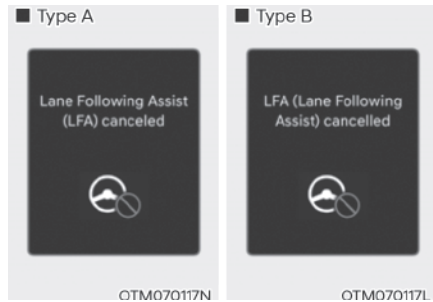 ■ Type A
Lane Following Assist
(LFA) canceled
OTM070117N
■ Type B
LFA (Lane Following
Assist) cancelled
OTM070117L